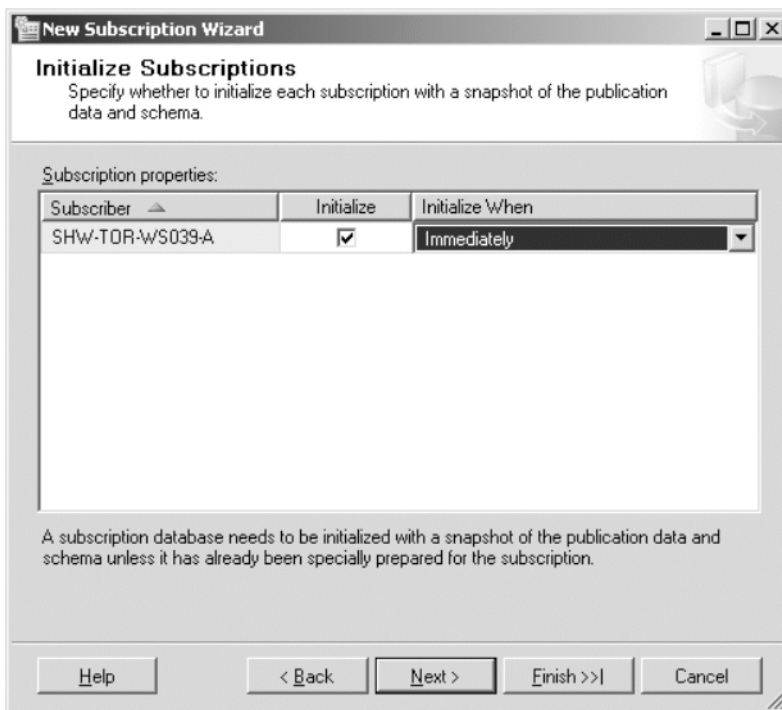 New Subscription Wizard
Initialize Subscriptions
Specify whether to initialize each subscription with a snapshot of the publication
data and schema.
Subscription properties:
Subscriber Initialize Initialize When
SHW-TOR-WS039-A Immediately
A subscription database needs to be initialized with a snapshot of the publication data and
schema unless it has already been specially prepared for the subscription.
Help < Back Next > Finish >>| Cancel